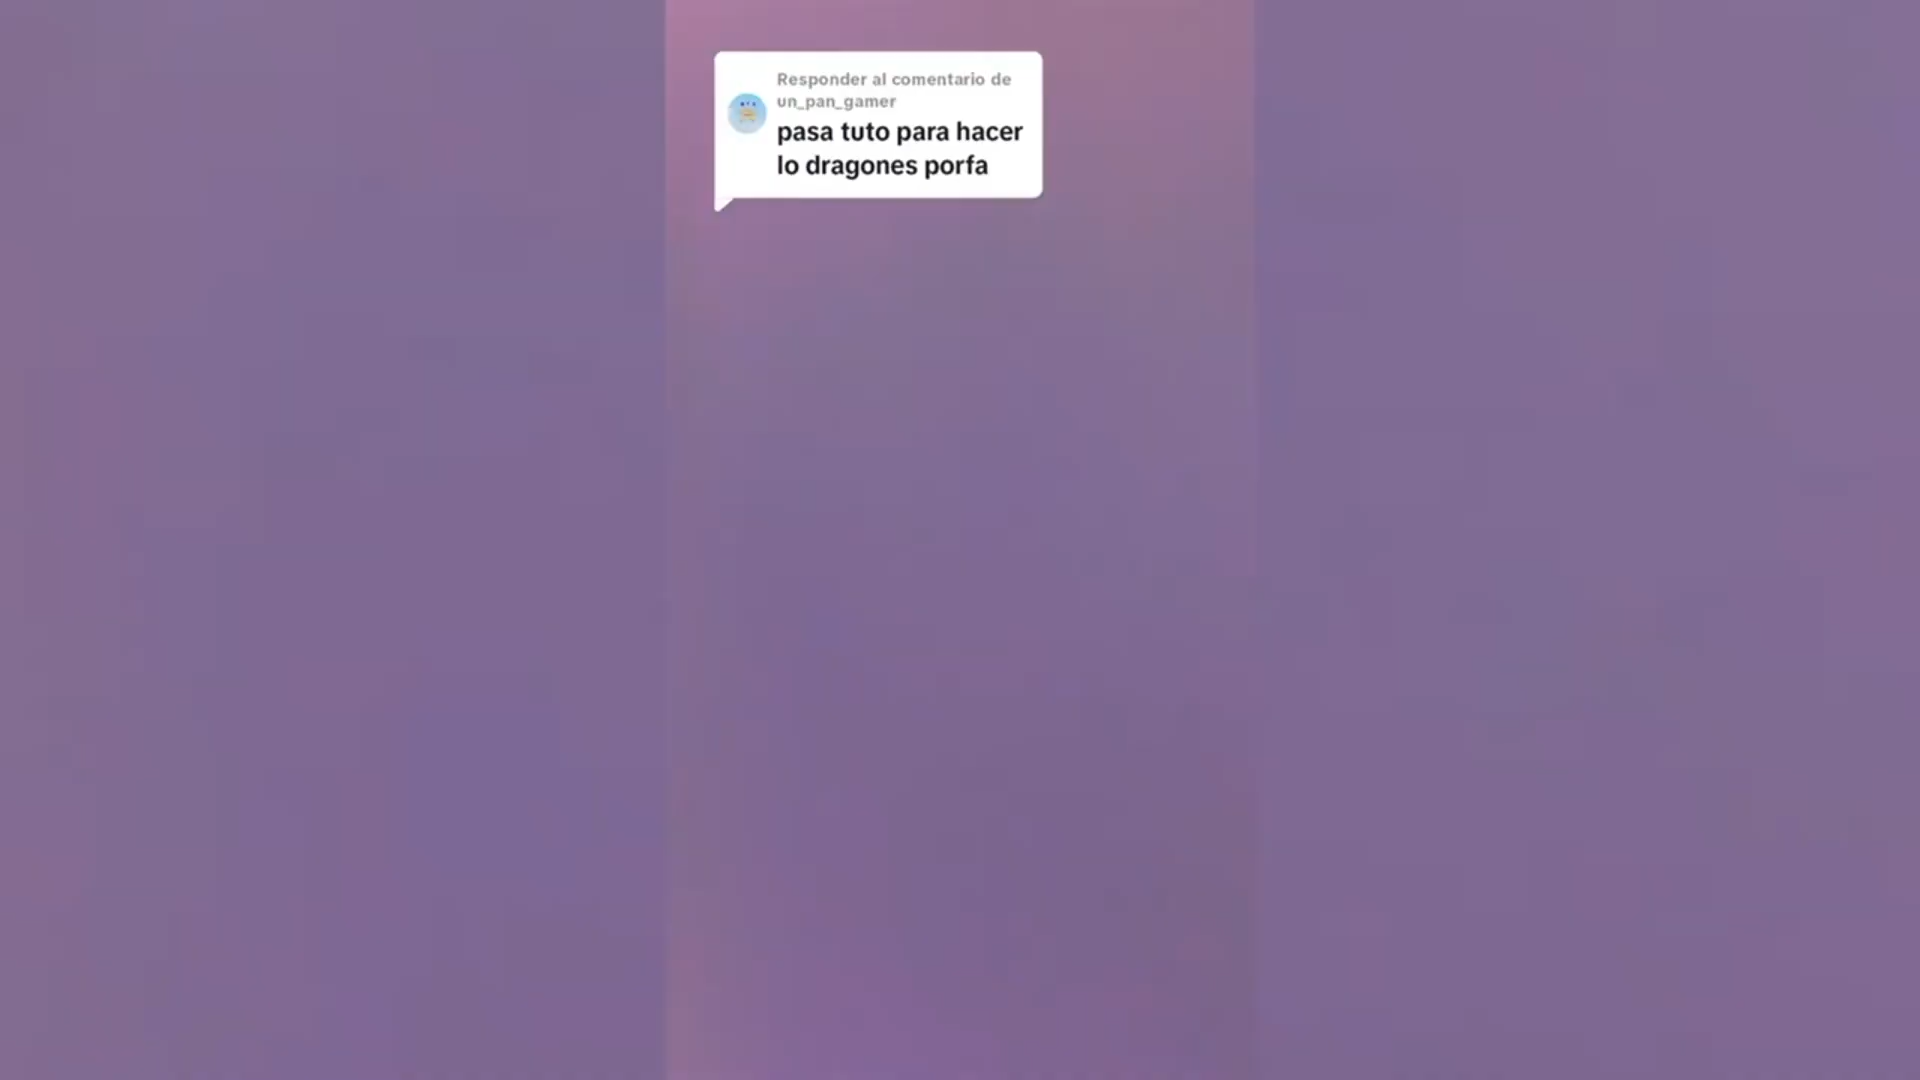 Responder al comentario de
un_pan_gamer
pasa tuto para hacer
lo dragones porfa